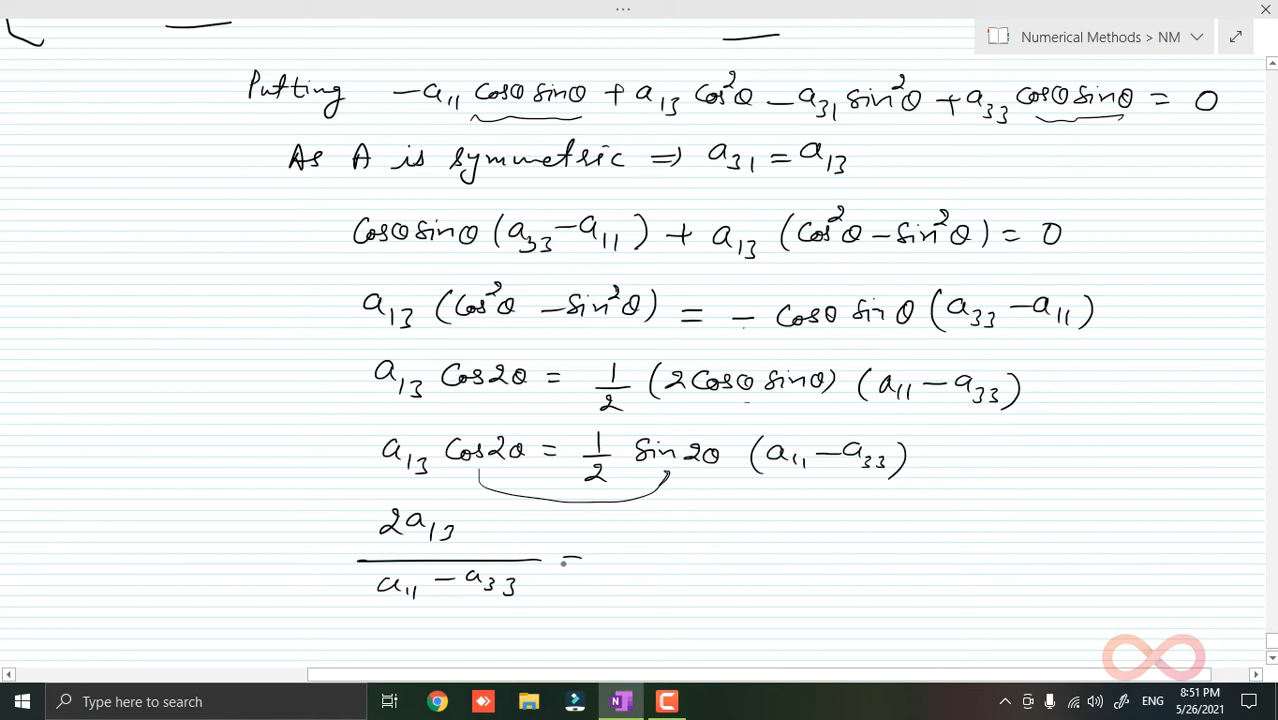 Numerical Methods > NM
Putting -a₁₁ cosθ sinθ + a₁₃ cos²θ - a₃₁ sin²θ + a₃₃ cosθ sinθ = 0
As A is symmetric ⇒ a₃₁ = a₁₃
cosθ sinθ (a₃₃ - a₁₁) + a₁₃ (cos²θ - sin²θ) = 0
a₁₃ (cos²θ - sin²θ) = - cosθ sinθ (a₃₃ - a₁₁)
a₁₃ cos2θ = 1/2 (2cosθ sinθ) (a₁₁ - a₃₃)
a₁₃ cos2θ = 1/2 sin2θ (a₁₁ - a₃₃)
2a₁₃
a₁₁ - a₃₃ =
Type here to search
ENG
8:51 PM
5/26/2021